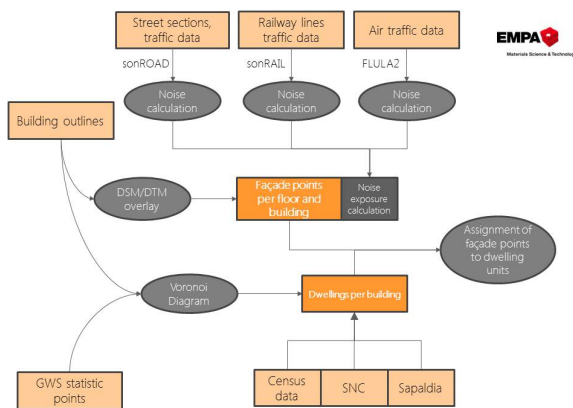 Street sections,
traffic data
Railway lines
traffic data
Air traffic data
EMPA
Materials Science & Technology
sonROAD
sonRAIL
FLULA2
Noise
calculation
Noise
calculation
Noise
calculation
Building outlines
DSM/DTM
overlay
Façade points
per floor and
building
Noise
exposure
calculation
Assignment of
façade points
to dwelling
units
Voronoi
Diagram
Dwellings per building
GWS statistic
points
Census
data
SNC
Sapaldia